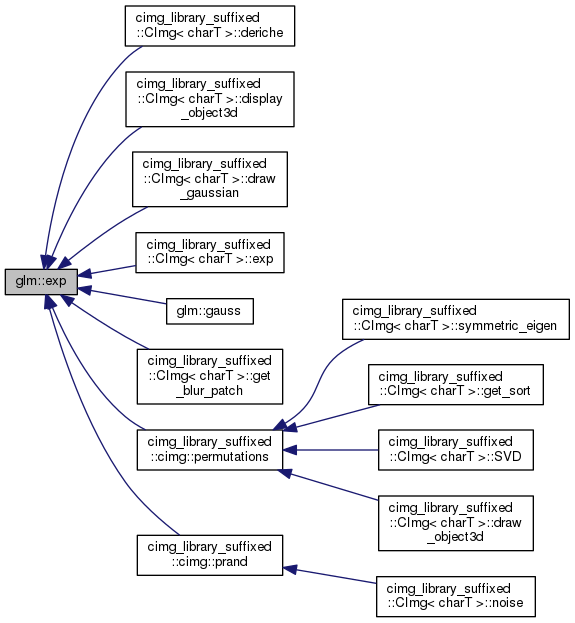 cimg_library_suffixed
::CImg< charT >::deriche
cimg_library_suffixed
::CImg< charT >::display
_object3d
cimg_library_suffixed
::CImg< charT >::draw
_gaussian
cimg_library_suffixed
::CImg< charT >::exp
glm::exp
glm::gauss
cimg_library_suffixed
::CImg< charT >::get
_blur_patch
cimg_library_suffixed
::cimg::permutations
cimg_library_suffixed
::cimg::prand
cimg_library_suffixed
::CImg< charT >::symmetric_eigen
cimg_library_suffixed
::CImg< charT >::get_sort
cimg_library_suffixed
::CImg< charT >::SVD
cimg_library_suffixed
::CImg< charT >::draw
_object3d
cimg_library_suffixed
::CImg< charT >::noise